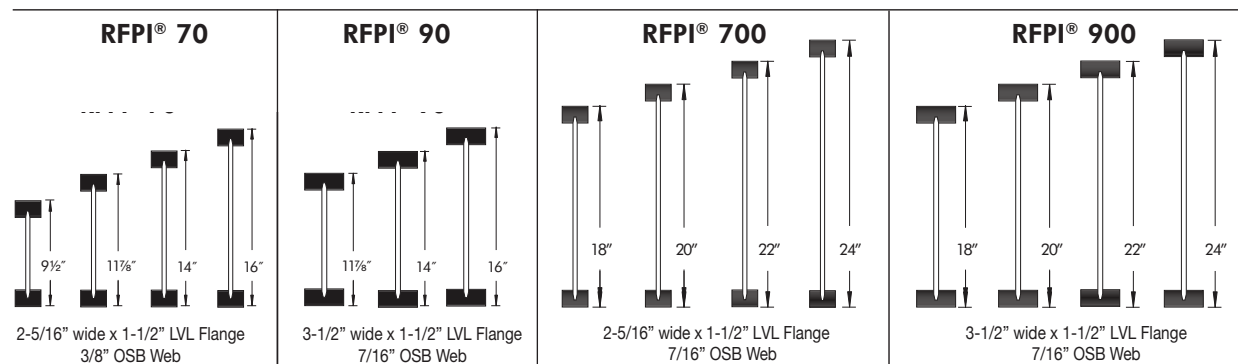 RFPI® 70
9½″
11⅞″
14″
16″
2-5/16” wide x 1-1/2” LVL Flange
3/8” OSB Web
RFPI® 90
11⅞″
14″
16″
3-1/2” wide x 1-1/2” LVL Flange
7/16” OSB Web
RFPI® 700
18”
20”
22”
24”
2-5/16” wide x 1-1/2” LVL Flange
7/16” OSB Web
RFPI® 900
18”
20”
22”
24”
3-1/2” wide x 1-1/2” LVL Flange
7/16” OSB Web